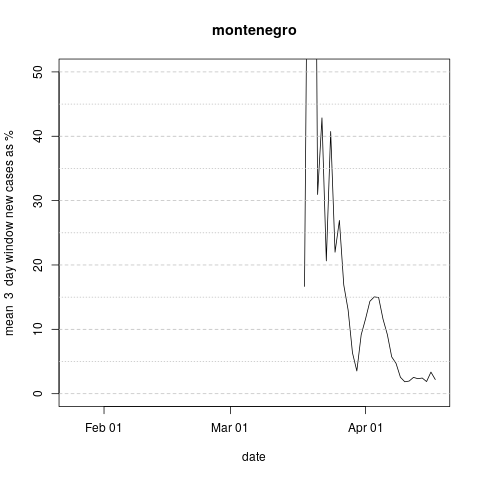 montenegro
mean  3  day window new cases as %
50
40
30
20
10
0
Feb 01
Mar 01
Apr 01
date